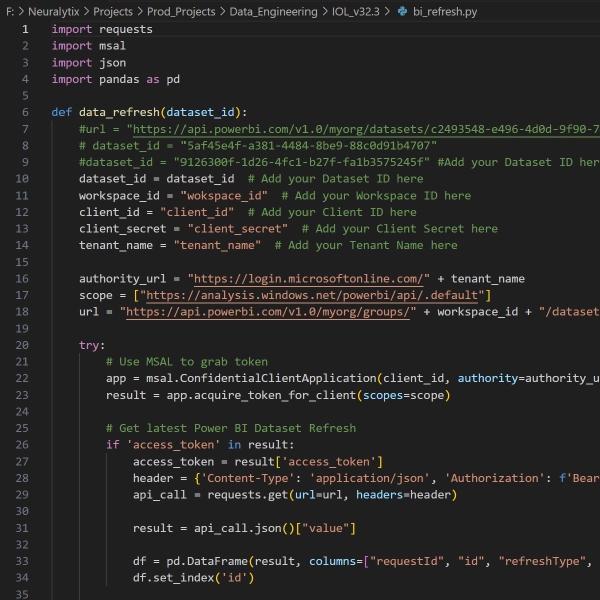 F: > Neuralytix > Projects > Prod_Projects > Data_Engineering > IOL_v32.3 > bi_refresh.py
1 import requests
2 import msal
3 import json
4 import pandas as pd
5
6 def data_refresh(dataset_id):
7 #url = "https://api.powerbi.com/v1.0/myorg/datasets/c2493548-e496-4d0d-9f90-7
8 # dataset_id = "5af45e4f-a381-4484-8be9-88c0d91b4707"
9 #dataset_id = "9126300f-1d26-4fc1-b27f-fa1b3575245f" #Add your Dataset ID her
10 dataset_id = dataset_id # Add your Dataset ID here
11 workspace_id = "wokspace_id" # Add your Workspace ID here
12 client_id = "client_id" # Add your Client ID here
13 client_secret = "client_secret" # Add your Client Secret here
14 tenant_name = "tenant_name" # Add your Tenant Name here
15
16 authority_url = "https://login.microsoftonline.com/" + tenant_name
17 scope = ["https://analysis.windows.net/powerbi/api/.default"]
18 url = "https://api.powerbi.com/v1.0/myorg/groups/" + workspace_id + "/dataset
19
20 try:
21 # Use MSAL to grab token
22 app = msal.ConfidentialClientApplication(client_id, authority=authority_u
23 result = app.acquire_token_for_client(scopes=scope)
24
25 # Get latest Power BI Dataset Refresh
26 if 'access_token' in result:
27 access_token = result['access_token']
28 header = {'Content-Type': 'application/json', 'Authorization': f'Bear
29 api_call = requests.get(url=url, headers=header)
30
31 result = api_call.json()["value"]
32
33 df = pd.DataFrame(result, columns=["requestId", "id", "refreshType",
34 df.set_index('id')
35